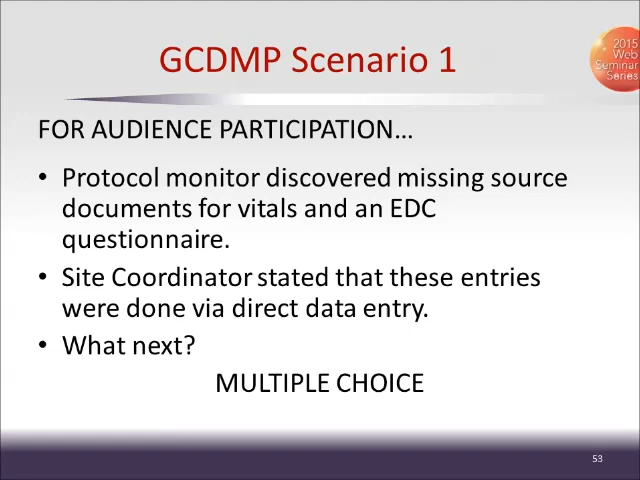 GCDMP Scenario 1
2015
Web
Seminar
Series
FOR AUDIENCE PARTICIPATION…
• Protocol monitor discovered missing source
documents for vitals and an EDC
questionnaire.
• Site Coordinator stated that these entries
were done via direct data entry.
• What next?
MULTIPLE CHOICE
53